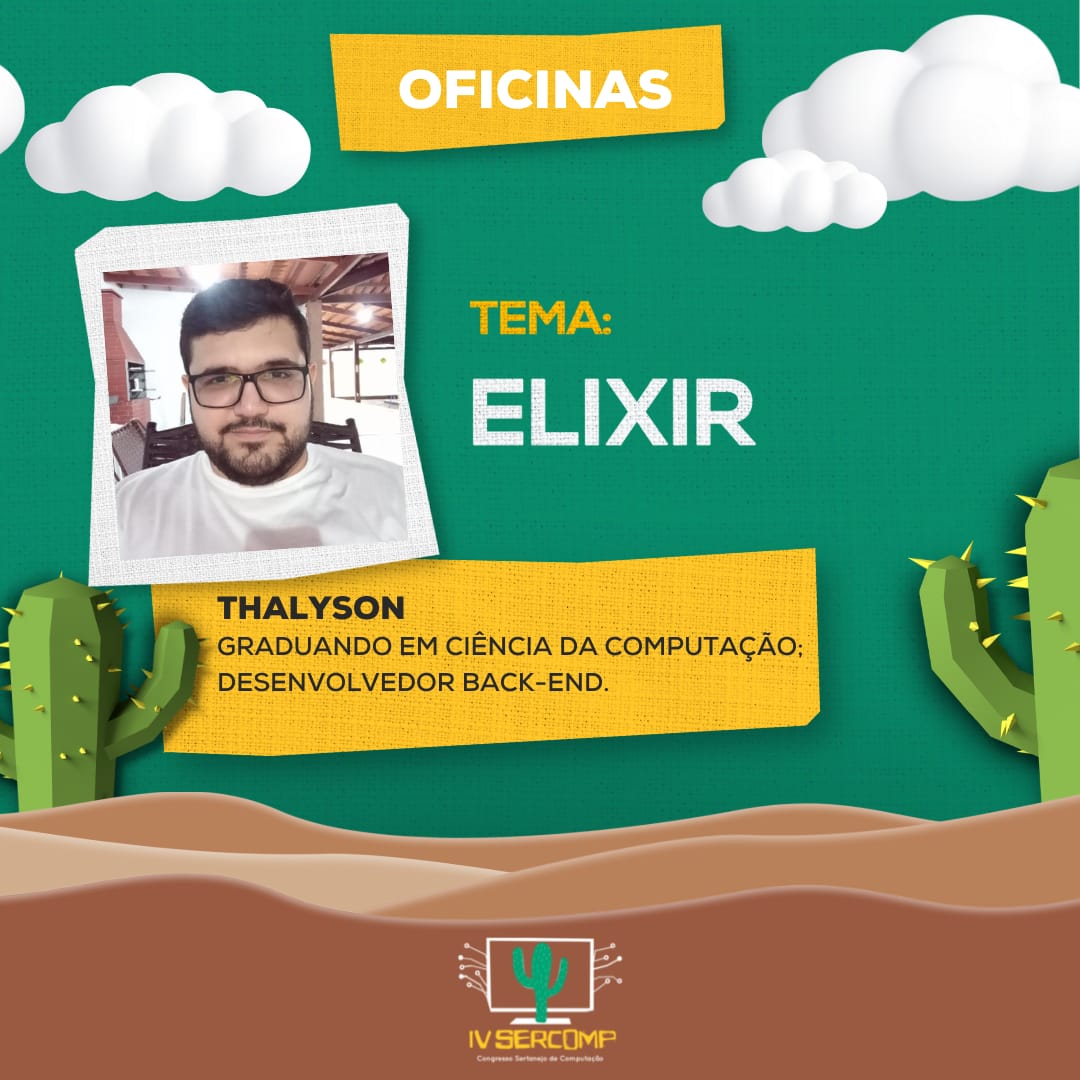 OFICINAS
TEMA:
ELIXIR
THALYSON
GRADUANDO EM CIÊNCIA DA COMPUTAÇÃO;
DESENVOLVEDOR BACK-END.
IV SERCOMP
Congresso Sertanejo de Computação